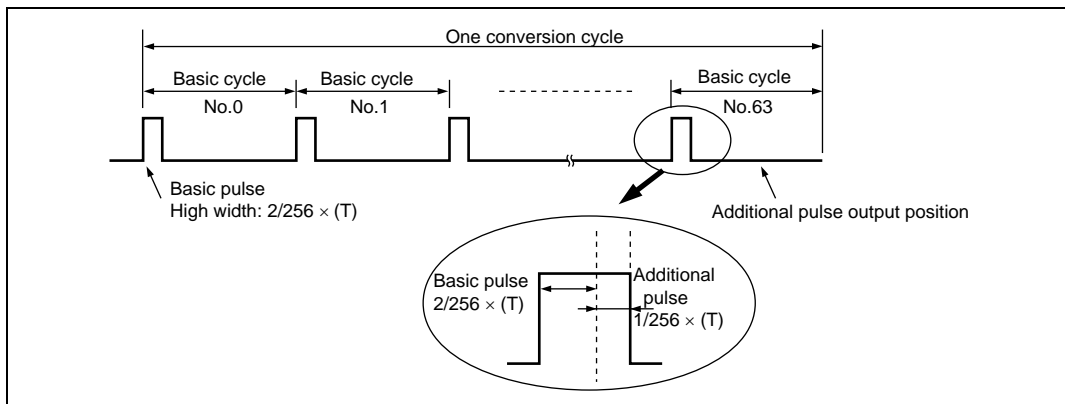 One conversion cycle
Basic cycle
No.0
Basic cycle
No.1
Basic cycle
No.63
Basic pulse
High width: 2/256 × (T)
Additional pulse output position
Basic pulse
2/256 × (T)
Additional
pulse
1/256 × (T)